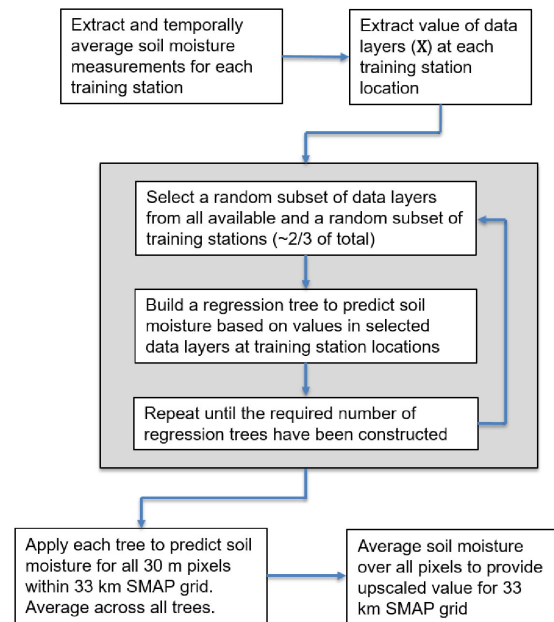 Extract and temporally
average soil moisture
measurements for each
training station
Extract value of data
layers (X) at each
training station
location
Select a random subset of data layers
from all available and a random subset of
training stations (~2/3 of total)
Build a regression tree to predict soil
moisture based on values in selected
data layers at training station locations
Repeat until the required number of
regression trees have been constructed
Apply each tree to predict soil
moisture for all 30 m pixels
within 33 km SMAP grid.
Average across all trees.
Average soil moisture
over all pixels to provide
upscaled value for 33
km SMAP grid